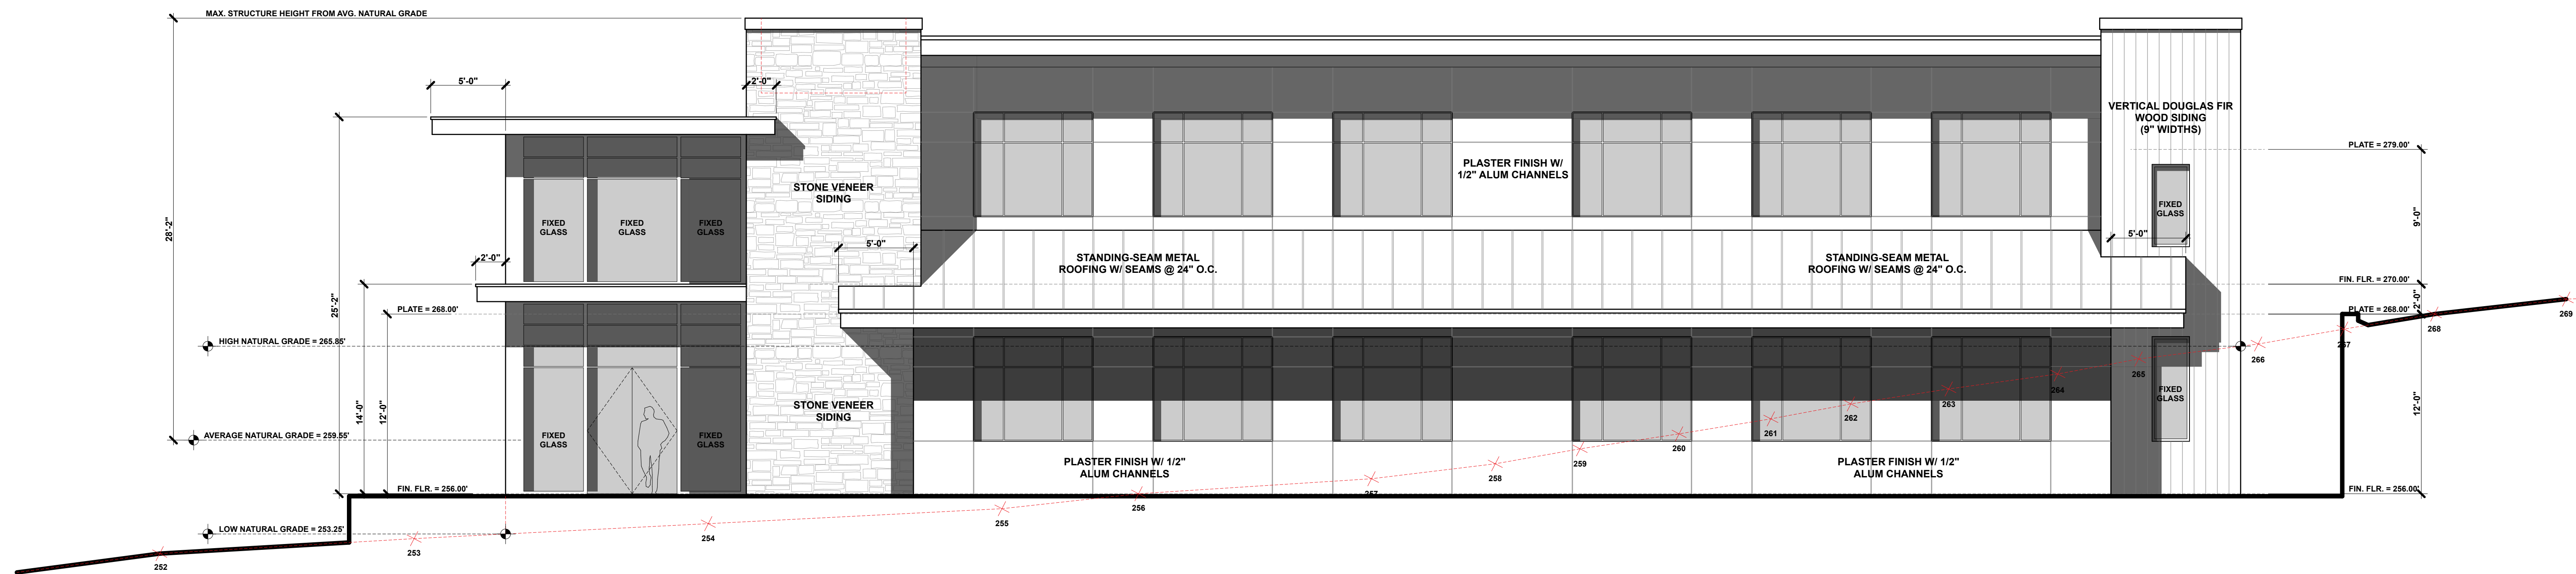 MAX. STRUCTURE HEIGHT FROM AVG. NATURAL GRADE
5'-0"
2'-0"
VERTICAL DOUGLAS FIR
WOOD SIDING
(9" WIDTHS)
PLATE = 279.00'
PLASTER FINISH W/
1/2" ALUM CHANNELS
STONE VENEER
SIDING
28'-2"
FIXED
GLASS
FIXED
GLASS
FIXED
GLASS
FIXED
GLASS
9'-0"
5'-0"
5'-0"
2'-0"
STANDING-SEAM METAL
ROOFING W/ SEAMS @ 24" O.C.
STANDING-SEAM METAL
ROOFING W/ SEAMS @ 24" O.C.
FIN. FLR. = 270.00'
25'-2"
2'-0"
PLATE = 268.00'
PLATE = 268.00'
269
268
267
HIGH NATURAL GRADE = 265.85'
266
265
264
263
262
261
260
259
258
257
256
255
254
253
252
FIXED
GLASS
14'-0"
12'-0"
12'-0"
STONE VENEER
SIDING
AVERAGE NATURAL GRADE = 259.55'
FIXED
GLASS
FIXED
GLASS
PLASTER FINISH W/ 1/2"
ALUM CHANNELS
PLASTER FINISH W/ 1/2"
ALUM CHANNELS
FIN. FLR. = 256.00'
FIN. FLR. = 256.00'
LOW NATURAL GRADE = 253.25'